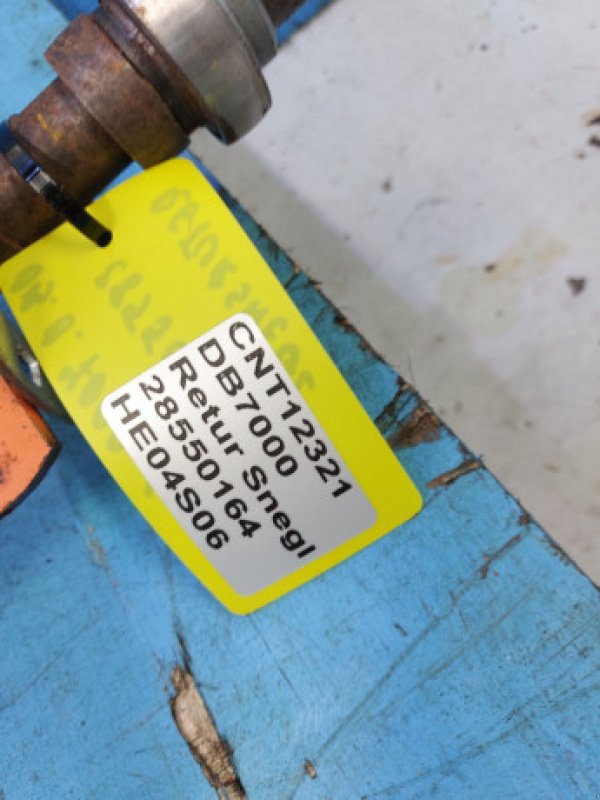 CNT12321
DB7000
Retur Snegl
28550164
HE04S06